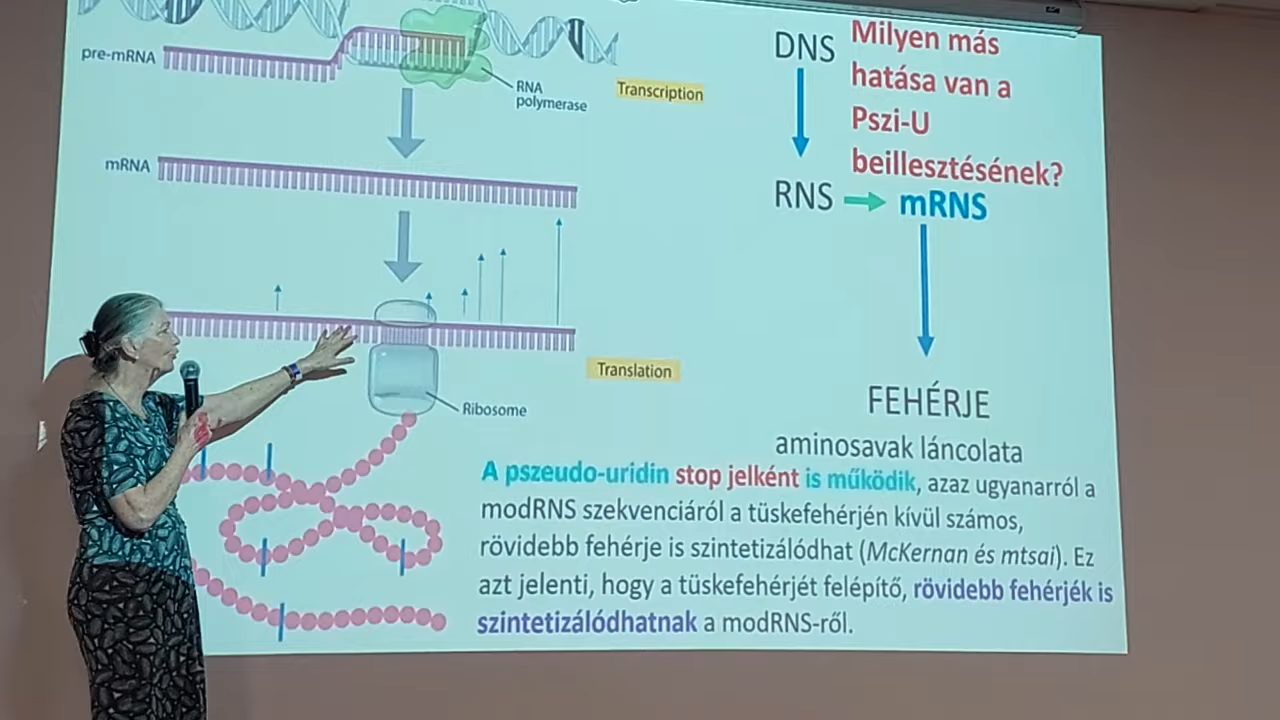 pre-mRNA
RNA
polymerase
Transcription
mRNA
Translation
Ribosome
DNS
Milyen más
hatása van a
Pszi-U
beillesztésének?
RNS
mRNS
FEHÉRJE
aminosavak láncolata
A pszeudo-uridin stop jelként is működik, azaz ugyanarról a
modRNS szekvenciáról a tüskefehérjén kívül számos,
rövidebb fehérje is szintetizálódhat (McKernan és mtsai). Ez
azt jelenti, hogy a tüskefehérjét felépítő, rövidebb fehérjék is
szintetizálódhatnak a modRNS-ről.